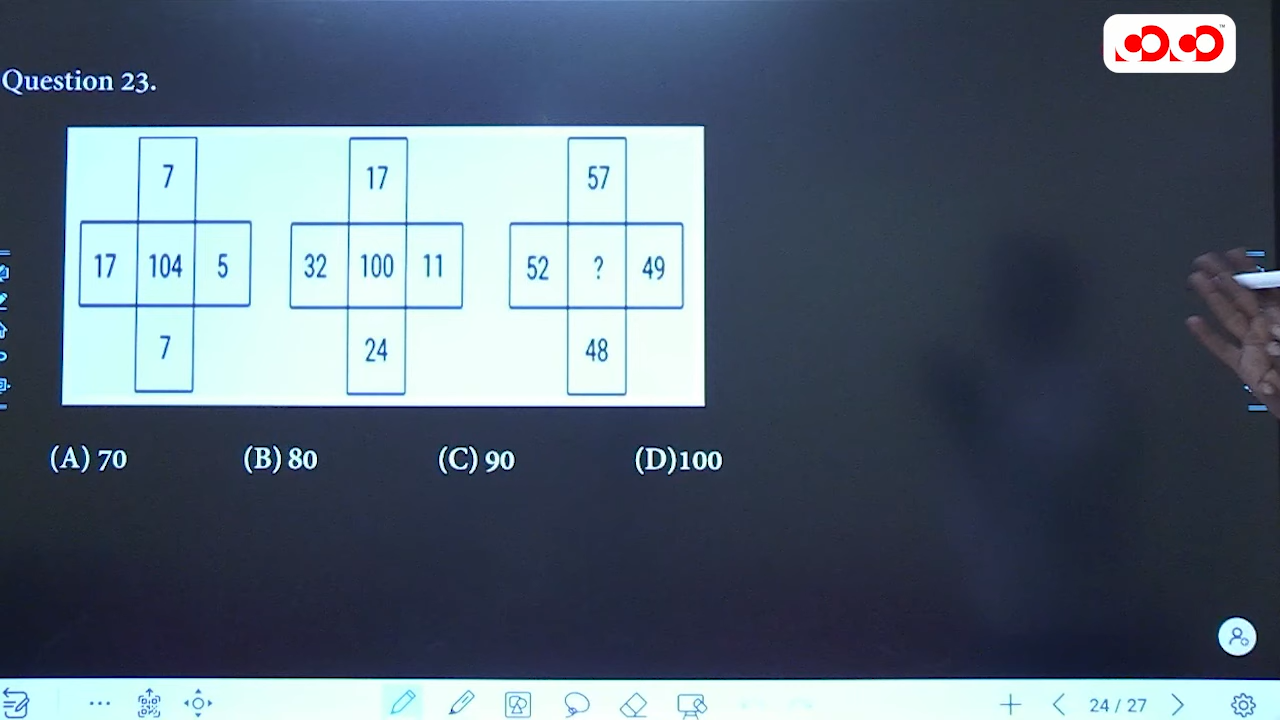 Question 23.
7 17 57
17 104 5 32 100 11 52 ? 49
7 24 48
(A) 70 (B) 80 (C) 90 (D)100
24 / 27